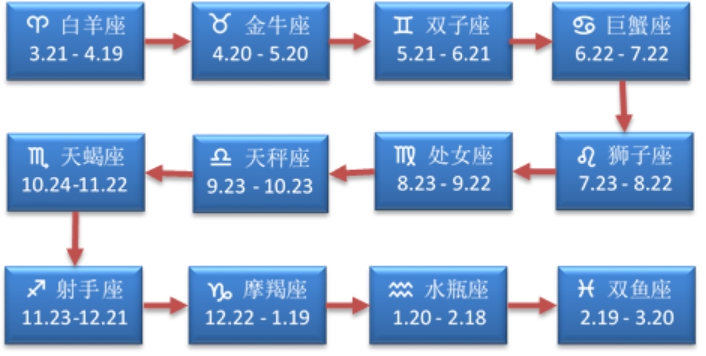 ♈ 白羊座
3.21 - 4.19
♉ 金牛座
4.20 - 5.20
♊ 双子座
5.21 - 6.21
♋ 巨蟹座
6.22 - 7.22
♌ 狮子座
7.23 - 8.22
♍ 处女座
8.23 - 9.22
♎ 天秤座
9.23 - 10.23
♏ 天蝎座
10.24-11.22
♐ 射手座
11.23-12.21
♑ 摩羯座
12.22 - 1.19
♒ 水瓶座
1.20 - 2.18
♓ 双鱼座
2.19 - 3.20